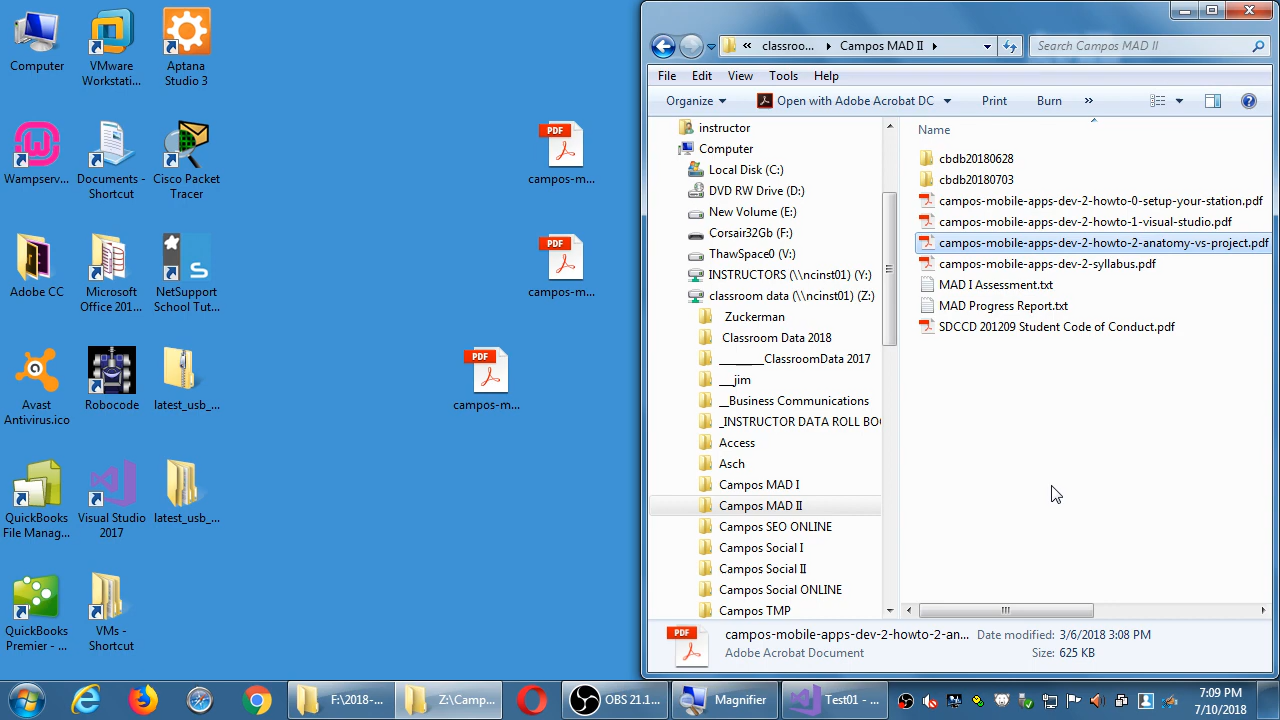 Computer
VMware
Workstati...
Aptana
Studio 3
Wampserv...
Documents -
Shortcut
Cisco Packet
Tracer
Adobe CC
Microsoft
Office 201...
NetSupport
School Tut...
Avast
Antivirus.ico
Robocode
latest_usb_...
QuickBooks
File Manag...
Visual Studio
2017
latest_usb_...
QuickBooks
Premier - ...
VMs -
Shortcut
PDF
campos-m...
PDF
campos-m...
PDF
campos-m...
« classroo... Campos MAD II
Search Campos MAD II
File Edit View Tools Help
Organize Open with Adobe Acrobat DC Print Burn »
instructor
Computer
Local Disk (C:)
DVD RW Drive (D:)
New Volume (E:)
Corsair32Gb (F:)
ThawSpace0 (V:)
INSTRUCTORS (\\ncinst01) (Y:)
classroom data (\\ncinst01) (Z:)
Zuckerman
Classroom Data 2018
________ClassroomData 2017
___jim
__Business Communications
_INSTRUCTOR DATA ROLL BO
Access
Asch
Campos MAD I
Campos MAD II
Campos SEO ONLINE
Campos Social I
Campos Social II
Campos Social ONLINE
Campos TMP
Name
cbdb20180628
cbdb20180703
campos-mobile-apps-dev-2-howto-0-setup-your-station.pdf
campos-mobile-apps-dev-2-howto-1-visual-studio.pdf
campos-mobile-apps-dev-2-howto-2-anatomy-vs-project.pdf
campos-mobile-apps-dev-2-syllabus.pdf
MAD I Assessment.txt
MAD Progress Report.txt
SDCCD 201209 Student Code of Conduct.pdf
PDF
campos-mobile-apps-dev-2-howto-2-an... Date modified: 3/6/2018 3:08 PM
Adobe Acrobat Document Size: 625 KB
F:\2018-... Z:\Camp... OBS 21.1... Magnifier Test01 - ...
7:09 PM
7/10/2018